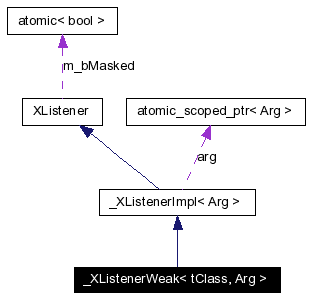 atomic< bool >
m_bMasked
XListener
atomic_scoped_ptr< Arg >
arg
_XListenerImpl< Arg >
_XListenerWeak< tClass, Arg >